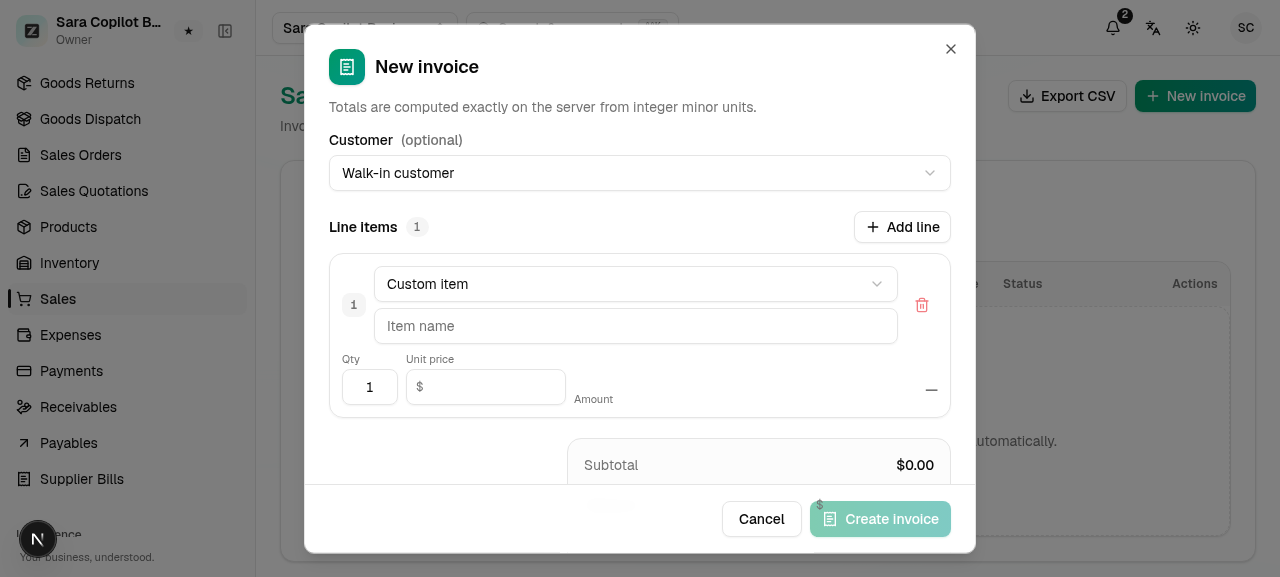 Sara Copilot B...
Owner
Goods Returns
Goods Dispatch
Sales Orders
Sales Quotations
Products
Inventory
Sales
Expenses
Payments
Receivables
Payables
Supplier Bills
N
Your business, understood.
2
SC
Export CSV
New invoice
Status
Actions
automatically.
New invoice
Totals are computed exactly on the server from integer minor units.
Customer (optional)
Walk-in customer
Line items 1
Add line
1
Custom item
Item name
Qty
Unit price
1
$
Amount
—
Subtotal
$0.00
$
Cancel
Create invoice